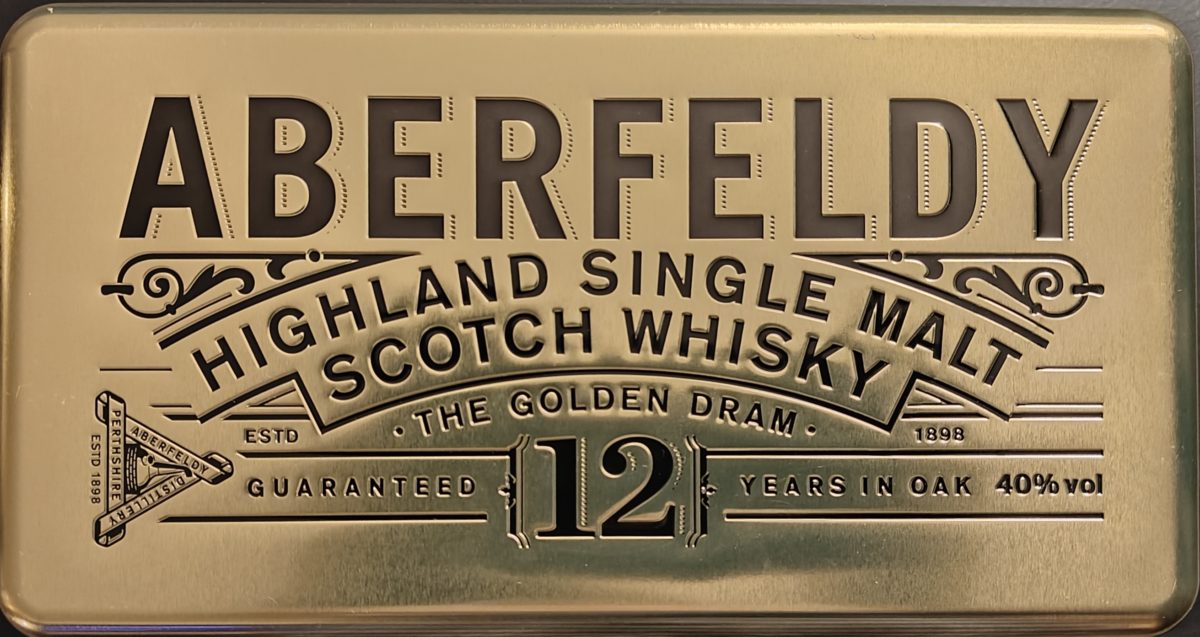 ABERFELDY
HIGHLAND SINGLE MALT
SCOTCH WHISKY
· THE GOLDEN DRAM ·
ESTD 1898
GUARANTEED 12 YEARS IN OAK 40% vol
ABERFELDY
DISTILLERY
PERTHSHIRE
ESTD 1898